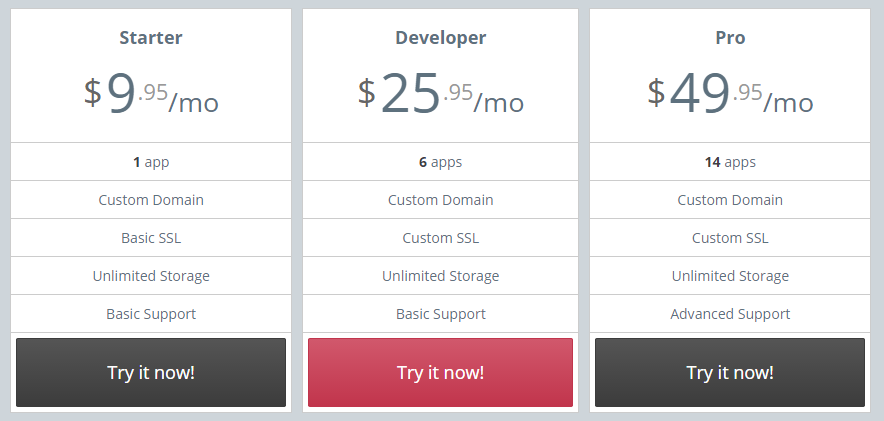 Starter
$9.95/mo
1 app
Custom Domain
Basic SSL
Unlimited Storage
Basic Support
Try it now!
Developer
$25.95/mo
6 apps
Custom Domain
Custom SSL
Unlimited Storage
Basic Support
Try it now!
Pro
$49.95/mo
14 apps
Custom Domain
Custom SSL
Unlimited Storage
Advanced Support
Try it now!